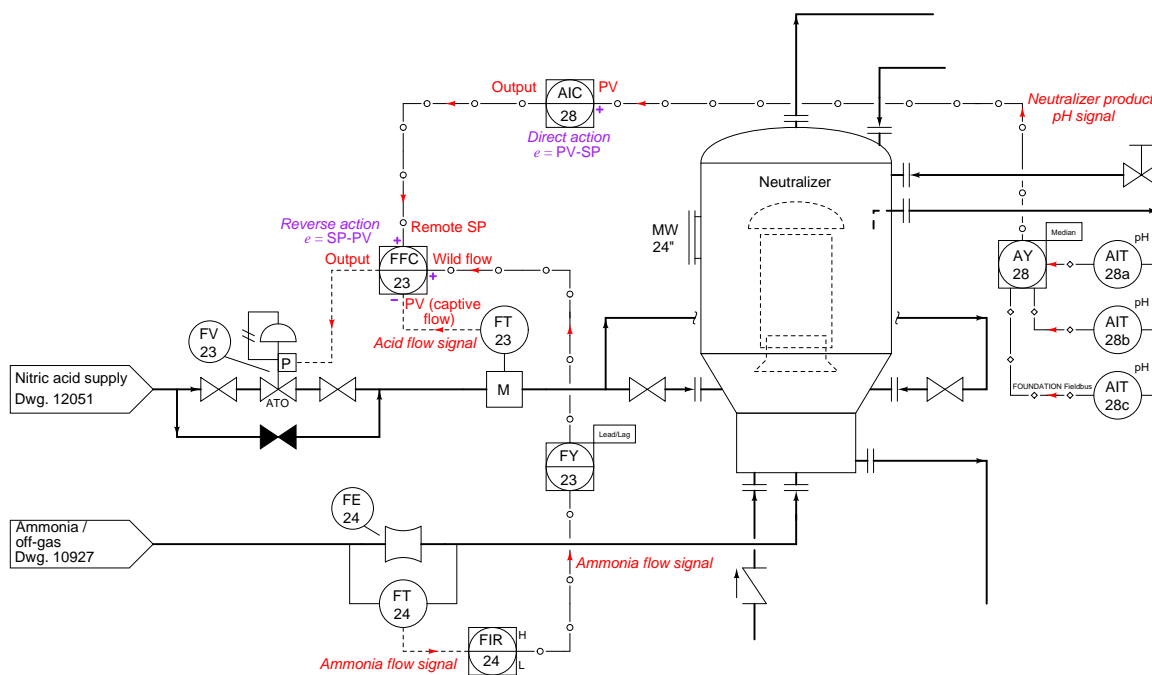 Output
PV
AIC
28
+
Direct action
e = PV-SP
Neutralizer product
pH signal
Neutralizer
MW
24"
Reverse action
e = SP-PV
+
Remote SP
Output
FFC
23
Wild flow
+
−
PV (captive
flow)
Acid flow signal
FT
23
Median
AY
28
pH
AIT
28a
pH
AIT
28b
pH
AIT
28c
FOUNDATION Fieldbus
FV
23
P
ATO
M
Nitric acid supply
Dwg. 12051
Lead/Lag
FY
23
FE
24
Ammonia /
off-gas
Dwg. 10927
Ammonia flow signal
FT
24
FIR
24
H
L
Ammonia flow signal